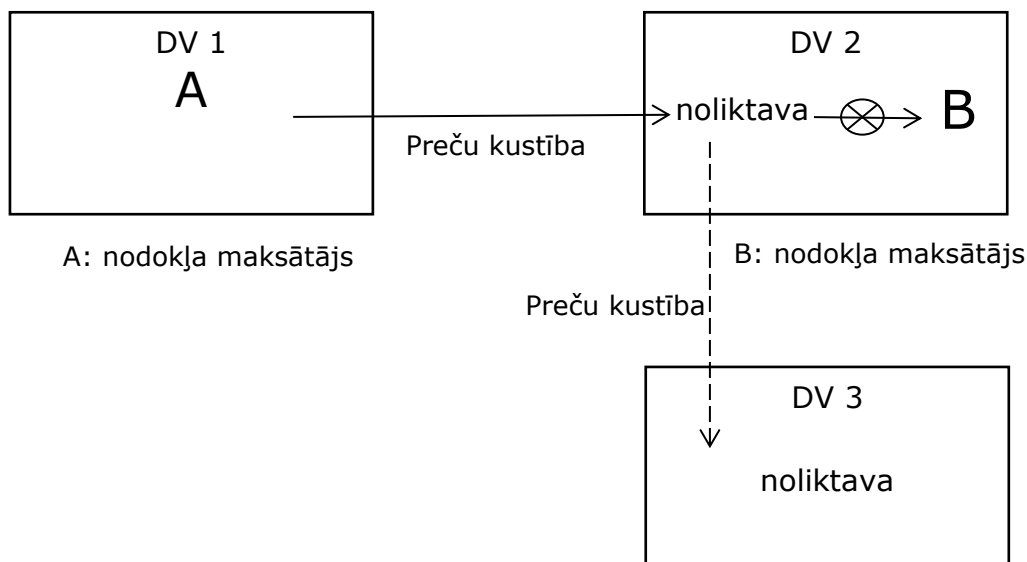 DV 1
A
DV 2
noliktava
B
Preču kustība
A: nodokļa maksātājs
B: nodokļa maksātājs
Preču kustība
DV 3
noliktava